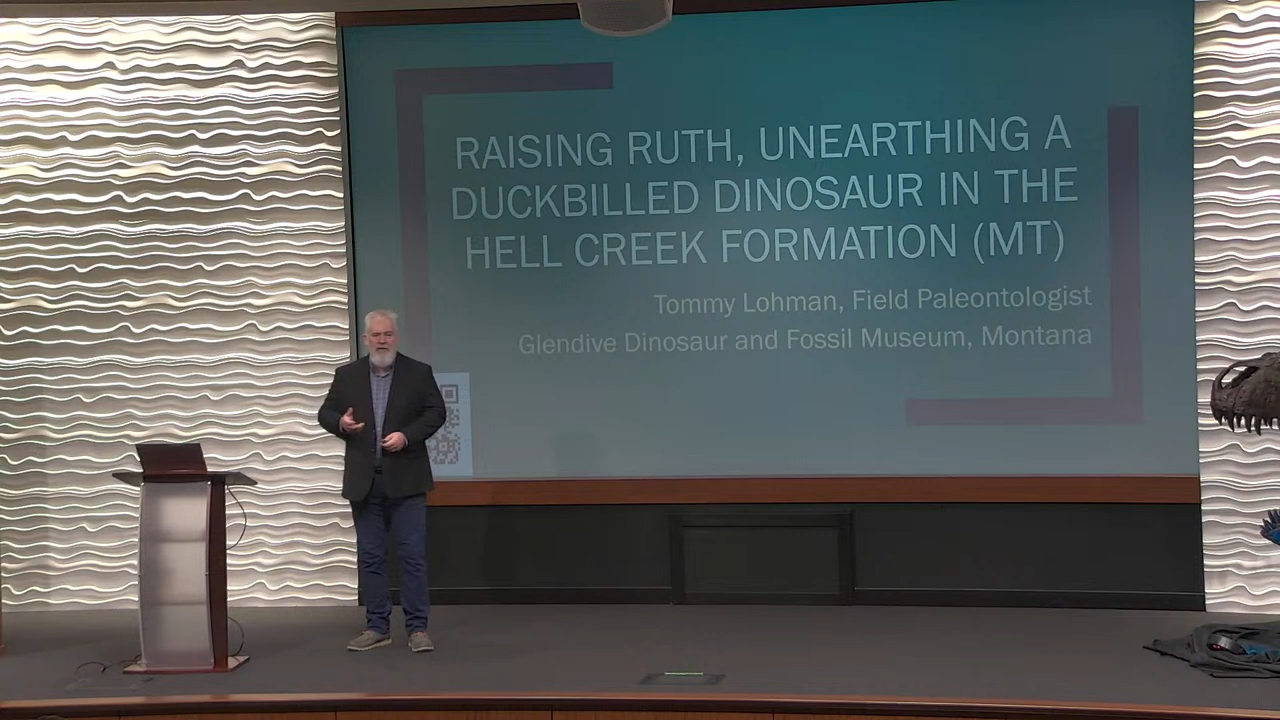 RAISING RUTH, UNEARTHING A
DUCKBILLED DINOSAUR IN THE
HELL CREEK FORMATION (MT)
Tommy Lohman, Field Paleontologist
Glendive Dinosaur and Fossil Museum, Montana